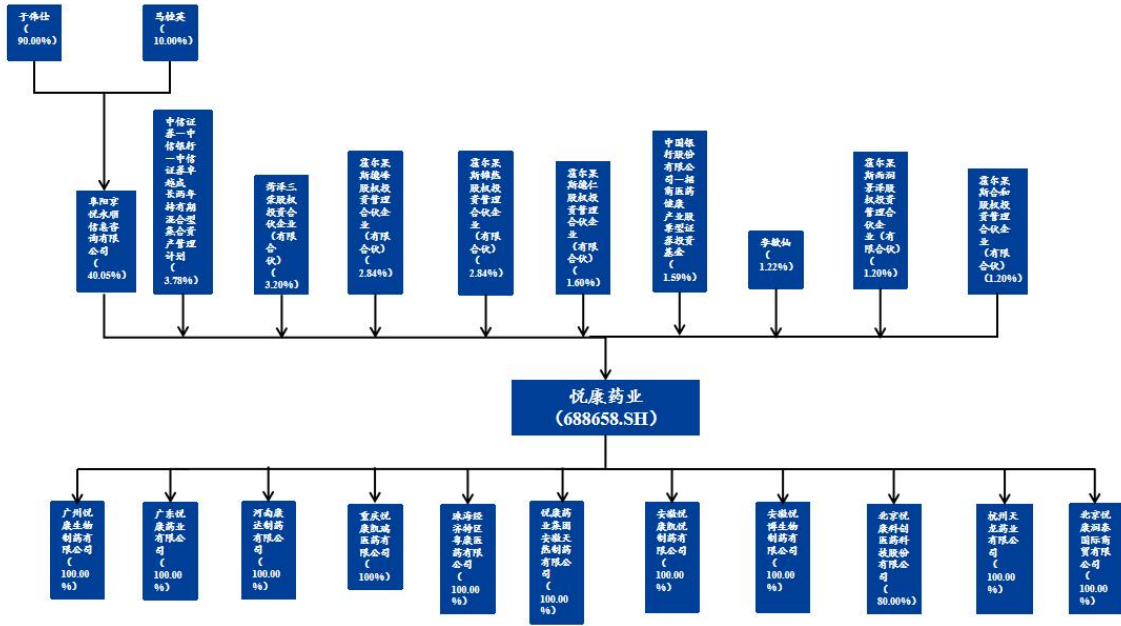 于伟仕
(
90.00%)
马桂英
(
10.00%)
阜阳京
悦永顺
信息咨
询有限
公司
(
40.05%)
中信证
券—中
信银行
—中信
证券卓
越成
长两年
持有期
混合型
集合资
产管理
计划
(
3.78%)
菏泽三
荣股权
投资合
伙企业
(有限
合
伙)(
3.20%)
霍尔果
斯德峰
股权投
资管理
合伙企
业
(有限
合伙)(
2.84%)
霍尔果
斯锦然
股权投
资管理
合伙企
业
(有限
合伙)(
2.84%)
霍尔果
斯德仁
股权投
资管理
合伙企
业
(有限
合伙)(
1.60%)
中国银
行股份
有限公
司—招
商医药
健康
产业股
票型证
券投资
基金
(
1.59%)
李敏仙
(
1.22%)
霍尔果
斯雨润
景泽股
权投资
管理合
伙企
业(有
限合伙)
(
1.20%)
霍尔果
斯合和
股权投
资管理
合伙企
业(有限
合伙)
(1.20%)
悦康药业
(688658.SH)
广州悦
康生物
制药有
限公司
(
100.00
%)
广东悦
康药业
有限公
司
(
100.00
%)
河南康
达制药
有限公
司
(
100.00
%)
重庆悦
康凯瑞
医药有
限公司
(
100%)
珠海经
济特区
粤康医
药有限
公司
(
100.00
%)
悦康药
业集团
安徽天
然制药
有限公
司
(
100.00
%)
安徽悦
康凯悦
制药有
限公司
(
100.00
%)
安徽悦
博生物
制药有
限公司
(
100.00
%)
北京悦
康科创
医药科
技股份
有限公
司
(
80.00%)
杭州天
龙药业
有限公
司
(
100.00
%)
北京悦
康润泰
国际商
贸有限
公司
(
100.00
%)